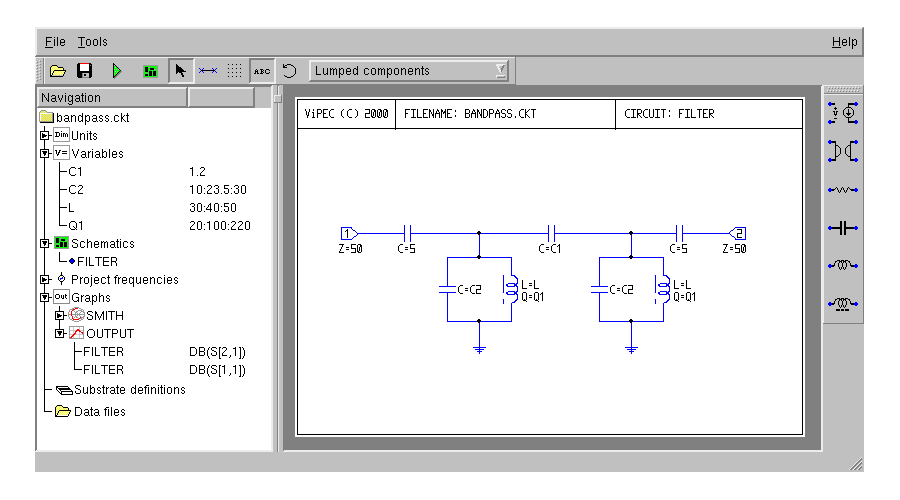 File Tools Help
ABC Lumped components
Navigation
bandpass.ckt
Dim Units
V= Variables
C1 1.2
C2 10:23.5:30
L 30:40:50
Q1 20:100:220
Schematics
FILTER
Project frequencies
Out Graphs
SMITH
OUTPUT
FILTER DB(S[2,1])
FILTER DB(S[1,1])
Substrate definitions
Data files
ViPEC (C) 2000 FILENAME: BANDPASS.CKT CIRCUIT: FILTER
1 2
Z=50 C=5 C=C1 C=5 Z=50
C=C2 L=L C=C2 L=L
Q=Q1 Q=Q1
V